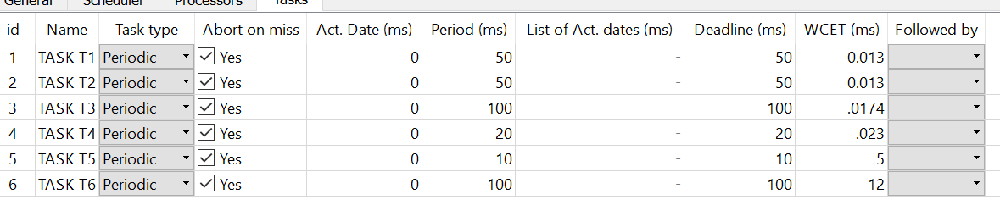 General Scheduler Processors Tasks
id Name Task type Abort on miss Act. Date (ms) Period (ms) List of Act. dates (ms) Deadline (ms) WCET (ms) Followed by
1 TASK T1 Periodic Yes 0 50 - 50 0.013
2 TASK T2 Periodic Yes 0 50 - 50 0.013
3 TASK T3 Periodic Yes 0 100 - 100 .0174
4 TASK T4 Periodic Yes 0 20 - 20 .023
5 TASK T5 Periodic Yes 0 10 - 10 5
6 TASK T6 Periodic Yes 0 100 - 100 12